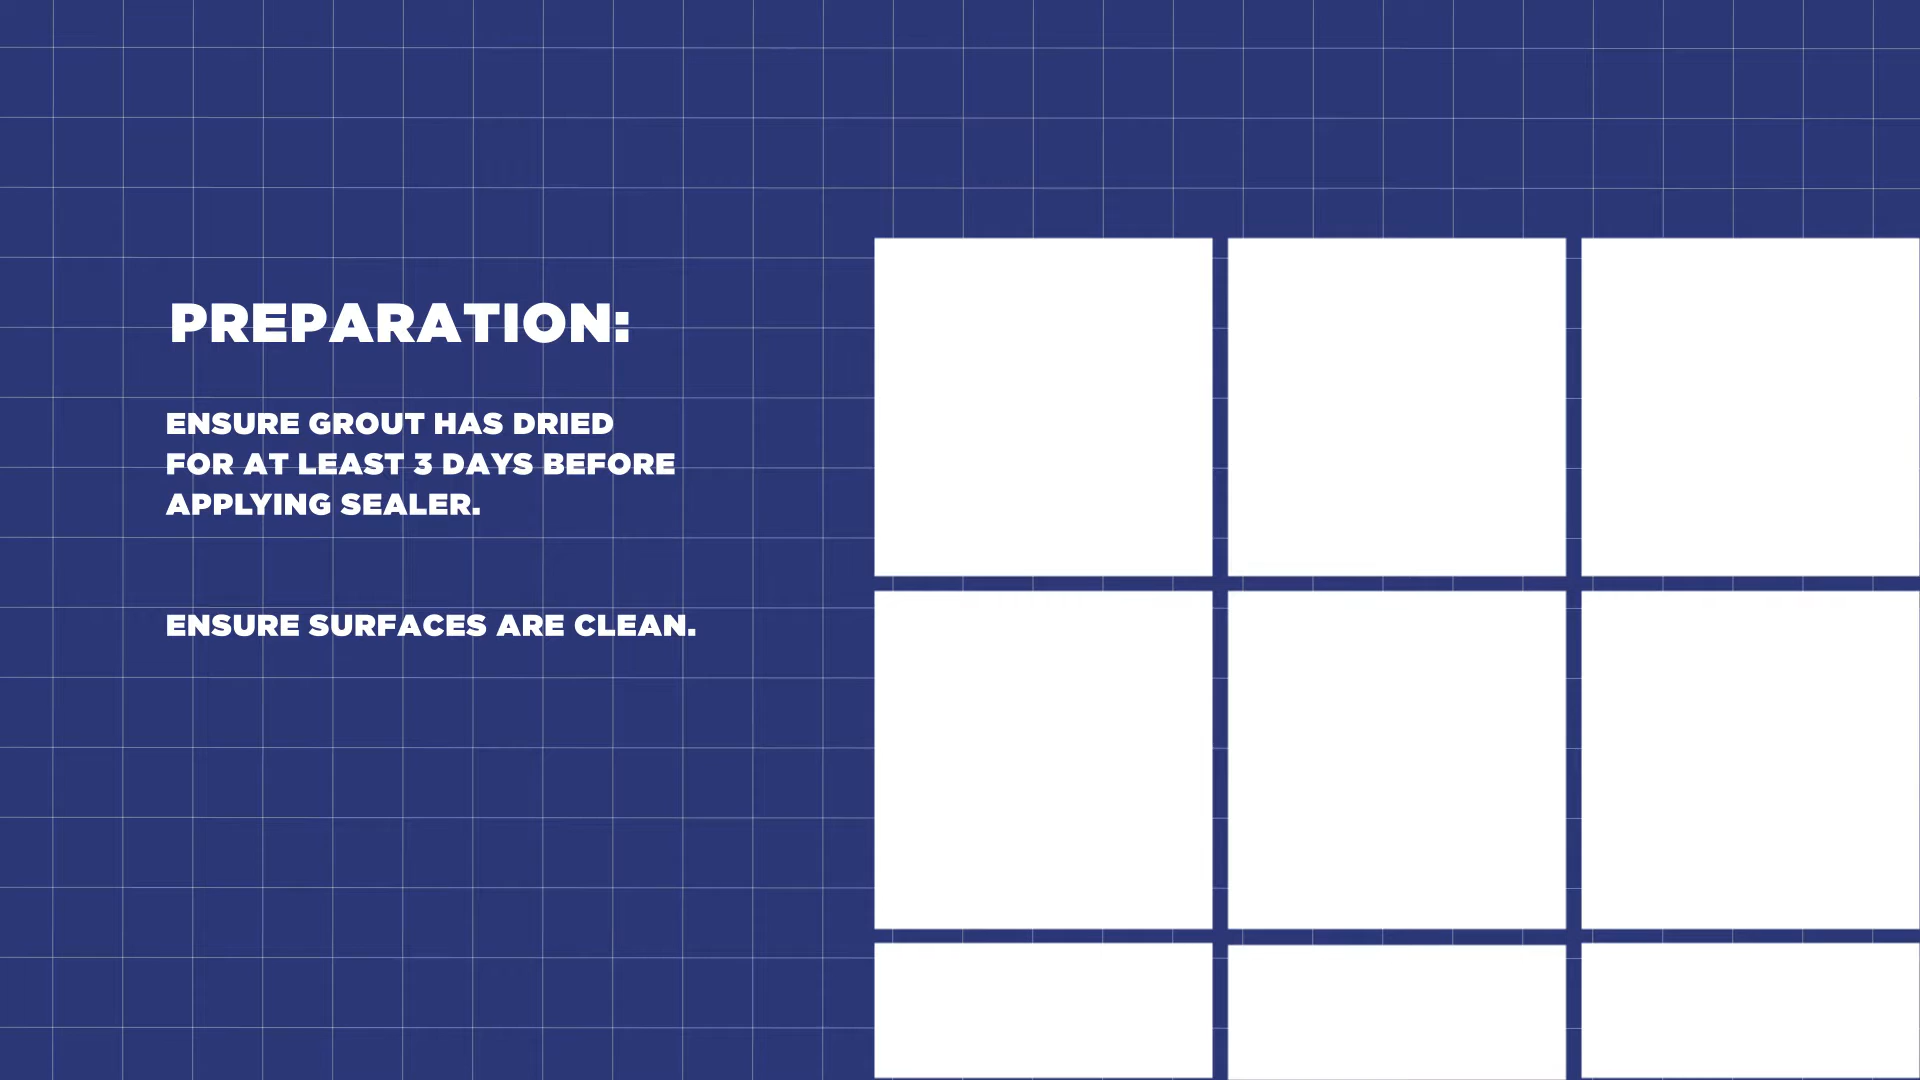 PREPARATION:
ENSURE GROUT HAS DRIED
FOR AT LEAST 3 DAYS BEFORE
APPLYING SEALER.
ENSURE SURFACES ARE CLEAN.